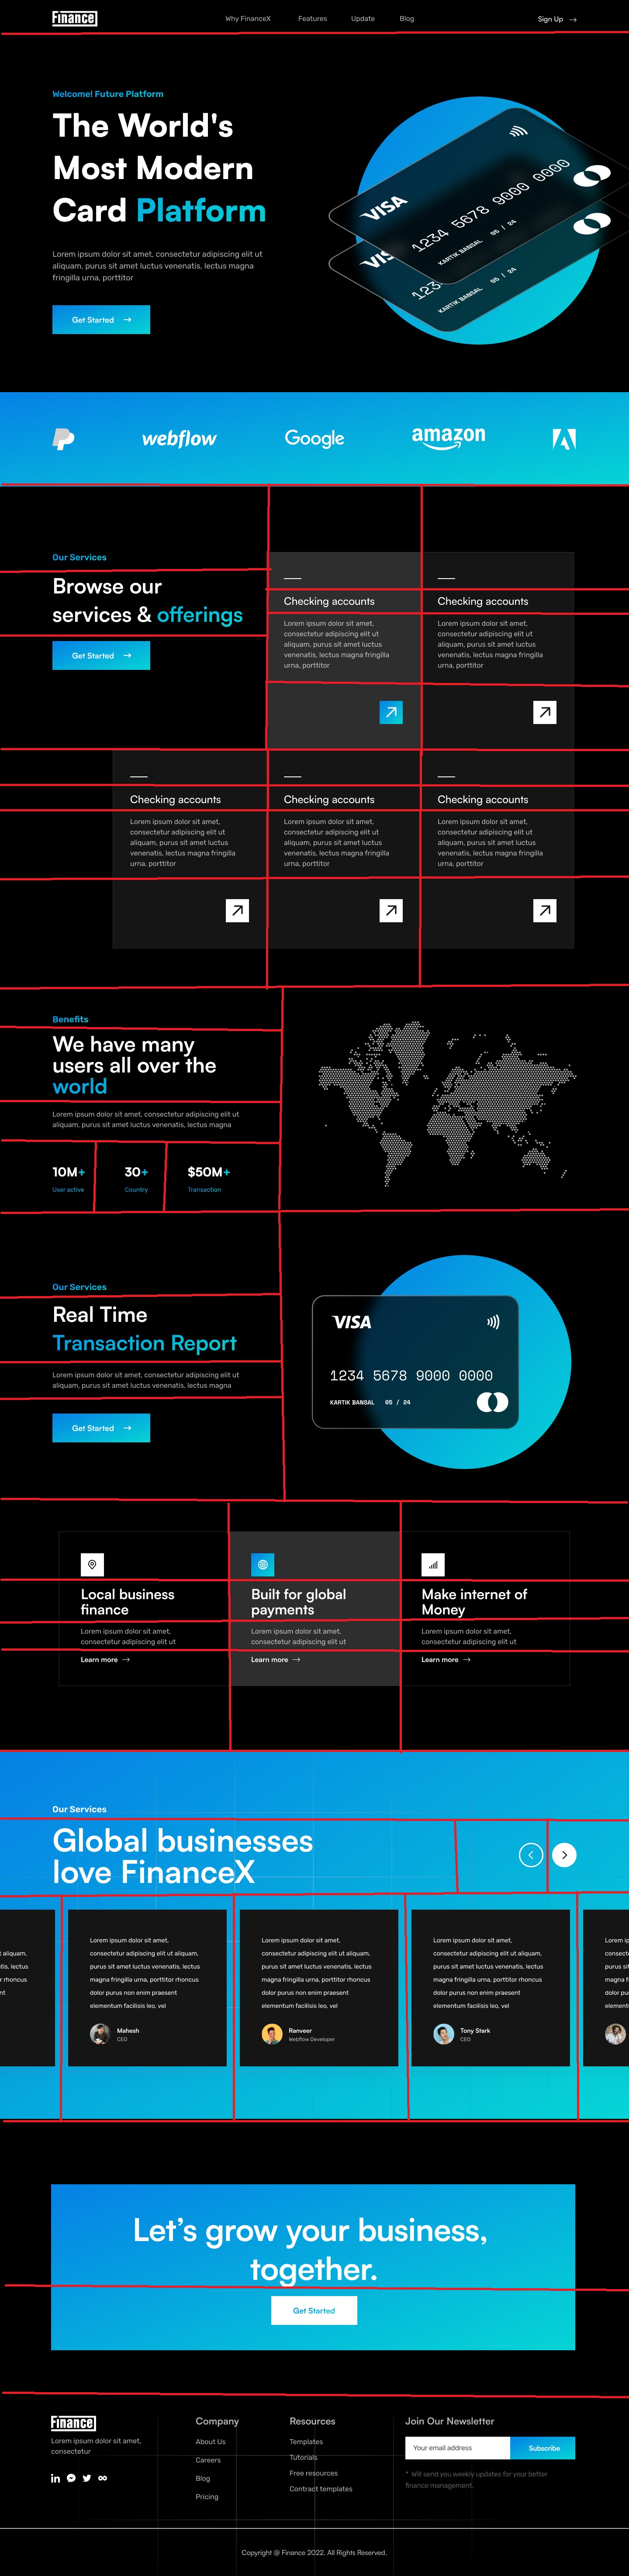 Finance
Why FinanceX Features Update Blog Sign Up
Welcome! Future Platform
The World's
Most Modern
Card Platform
Lorem ipsum dolor sit amet, consectetur adipiscing elit ut
aliquam, purus sit amet luctus venenatis, lectus magna
fringilla urna, porttitor
Get Started
VISA
1234 5678 9000 0000
KARTIK BANSAL 05 / 24
VIS
123
KARTIK BANSAL 05 / 24
webflow Google amazon
Our Services
Browse our
services & offerings
Get Started
Checking accounts
Lorem ipsum dolor sit amet,
consectetur adipiscing elit ut
aliquam, purus sit amet luctus
venenatis, lectus magna fringilla
urna, porttitor
Checking accounts
Lorem ipsum dolor sit amet,
consectetur adipiscing elit ut
aliquam, purus sit amet luctus
venenatis, lectus magna fringilla
urna, porttitor
Checking accounts
Lorem ipsum dolor sit amet,
consectetur adipiscing elit ut
aliquam, purus sit amet luctus
venenatis, lectus magna fringilla
urna, porttitor
Checking accounts
Lorem ipsum dolor sit amet,
consectetur adipiscing elit ut
aliquam, purus sit amet luctus
venenatis, lectus magna fringilla
urna, porttitor
Checking accounts
Lorem ipsum dolor sit amet,
consectetur adipiscing elit ut
aliquam, purus sit amet luctus
venenatis, lectus magna fringilla
urna, porttitor
Benefits
We have many
users all over the
world
Lorem ipsum dolor sit amet, consectetur adipiscing elit ut
aliquam, purus sit amet luctus venenatis, lectus magna
10M+ 30+ $50M+
User active Country Transaction
Our Services
Real Time
Transaction Report
Lorem ipsum dolor sit amet, consectetur adipiscing elit ut
aliquam, purus sit amet luctus venenatis, lectus magna
Get Started
VISA
1234 5678 9000 0000
KARTIK BANSAL 05 / 24
Local business
finance
Lorem ipsum dolor sit amet,
consectetur adipiscing elit ut
Learn more
Built for global
payments
Lorem ipsum dolor sit amet,
consectetur adipiscing elit ut
Learn more
Make internet of
Money
Lorem ipsum dolor sit amet,
consectetur adipiscing elit ut
Learn more
Our Services
Global businesses
love FinanceX
t aliquam,
tis, lectus
r rhoncus
nt
Lorem ipsum dolor sit amet,
consectetur adipiscing elit ut aliquam,
purus sit amet luctus venenatis, lectus
magna fringilla urna, porttitor rhoncus
dolor purus non enim praesent
elementum facilisis leo, vel
Mahesh
CEO
Lorem ipsum dolor sit amet,
consectetur adipiscing elit ut aliquam,
purus sit amet luctus venenatis, lectus
magna fringilla urna, porttitor rhoncus
dolor purus non enim praesent
elementum facilisis leo, vel
Ranveer
Webflow Developer
Lorem ipsum dolor sit amet,
consectetur adipiscing elit ut aliquam,
purus sit amet luctus venenatis, lectus
magna fringilla urna, porttitor rhoncus
dolor purus non enim praesent
elementum facilisis leo, vel
Tony Stark
CEO
Lorem ip
consecte
purus sit
magna fr
dolor pur
element
Let's grow your business,
together.
Get Started
Finance
Lorem ipsum dolor sit amet,
consectetur
Company
About Us
Careers
Blog
Pricing
Resources
Templates
Tutorials
Free resources
Contract templates
Join Our Newsletter
Your email address Subscribe
* Will send you weekly updates for your better
finance management.
Copyright @ Finance 2022. All Rights Reserved.